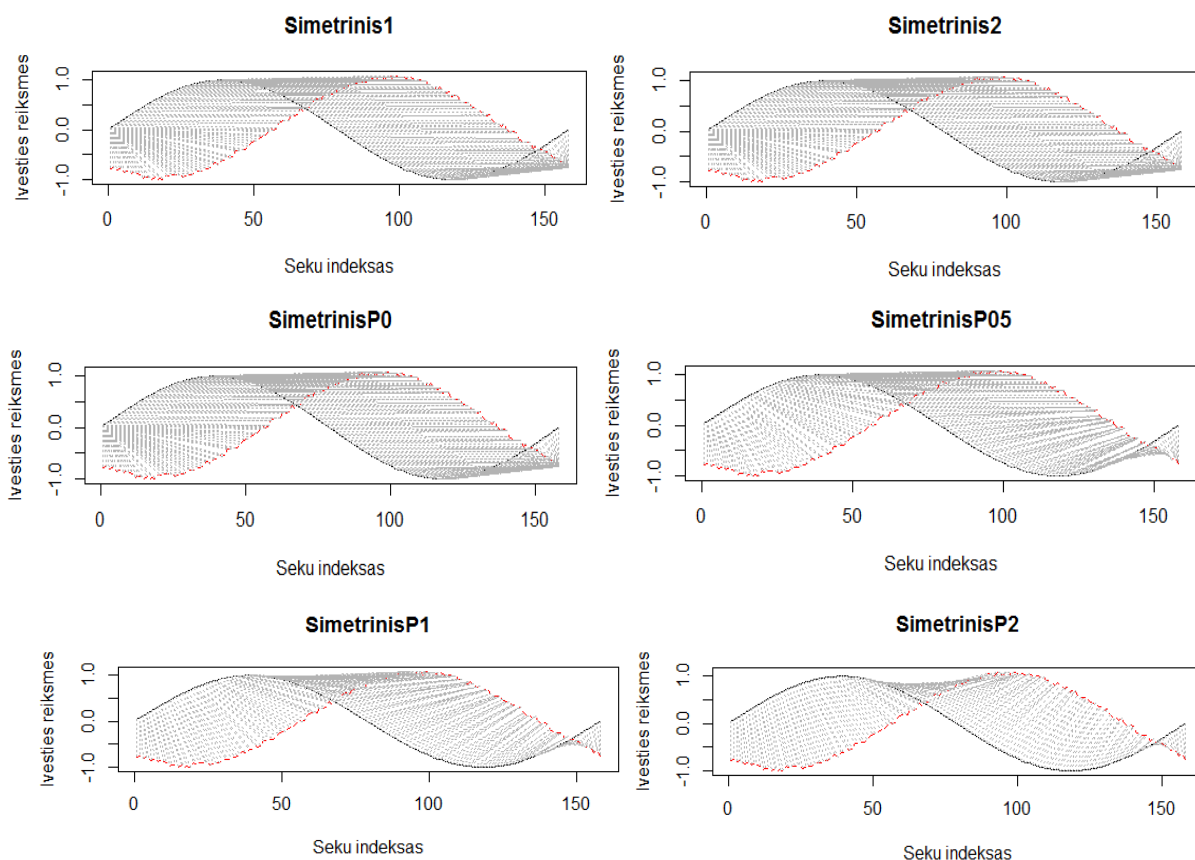 Simetrinis1
Ivesties reiksmes
1.0
0.0
-1.0
0 50 100 150
Seku indeksas
Simetrinis2
Ivesties reiksmes
1.0
0.0
-1.0
0 50 100 150
Seku indeksas
SimetrinisP0
Ivesties reiksmes
1.0
0.0
-1.0
0 50 100 150
Seku indeksas
SimetrinisP05
Ivesties reiksmes
1.0
0.0
-1.0
0 50 100 150
Seku indeksas
SimetrinisP1
Ivesties reiksmes
1.0
0.0
-1.0
0 50 100 150
Seku indeksas
SimetrinisP2
Ivesties reiksmes
1.0
0.0
-1.0
0 50 100 150
Seku indeksas